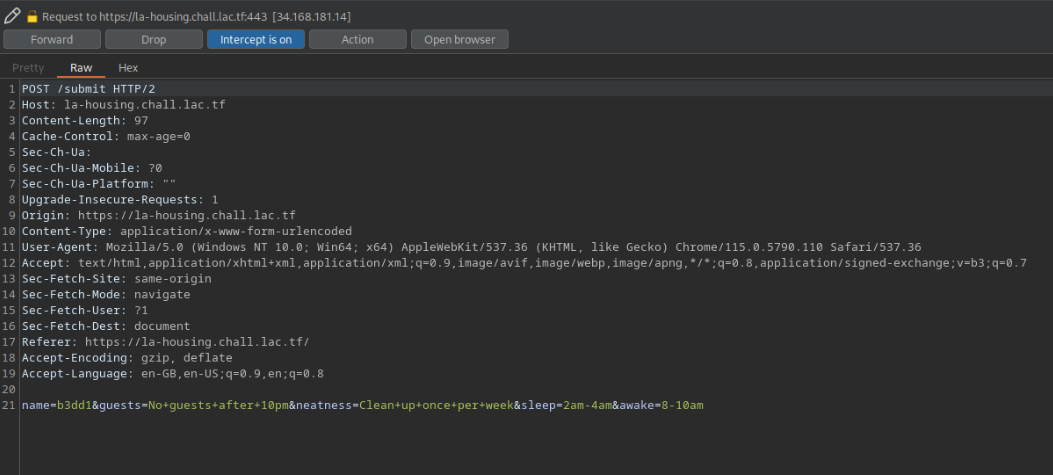 Request to https://la-housing.chall.lac.tf:443 [34.168.181.14]
Forward Drop Intercept is on Action Open browser
Pretty Raw Hex
1 POST /submit HTTP/2
2 Host: la-housing.chall.lac.tf
3 Content-Length: 97
4 Cache-Control: max-age=0
5 Sec-Ch-Ua:
6 Sec-Ch-Ua-Mobile: ?0
7 Sec-Ch-Ua-Platform: ""
8 Upgrade-Insecure-Requests: 1
9 Origin: https://la-housing.chall.lac.tf
10 Content-Type: application/x-www-form-urlencoded
11 User-Agent: Mozilla/5.0 (Windows NT 10.0; Win64; x64) AppleWebKit/537.36 (KHTML, like Gecko) Chrome/115.0.5790.110 Safari/537.36
12 Accept: text/html,application/xhtml+xml,application/xml;q=0.9,image/avif,image/webp,image/apng,*/*;q=0.8,application/signed-exchange;v=b3;q=0.7
13 Sec-Fetch-Site: same-origin
14 Sec-Fetch-Mode: navigate
15 Sec-Fetch-User: ?1
16 Sec-Fetch-Dest: document
17 Referer: https://la-housing.chall.lac.tf/
18 Accept-Encoding: gzip, deflate
19 Accept-Language: en-GB,en-US;q=0.9,en;q=0.8
20
21 name=b3dd1&guests=No+guests+after+10pm&neatness=Clean+up+once+per+week&sleep=2am-4am&awake=8-10am